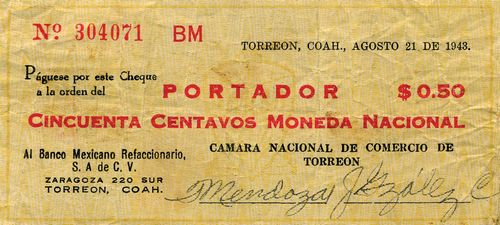 Nº 304071 BM
TORREON, COAH., AGOSTO 21 DE 1943.
Páguese por este Cheque
a la orden del
PORTADOR $0.50
CINCUENTA CENTAVOS MONEDA NACIONAL
Al Banco Mexicano Refaccionario,
S. A de C. V.
ZARAGOZA 220 SUR
TORREON, COAH.
CAMARA NACIONAL DE COMERCIO DE
TORREON
Mendoza J González C